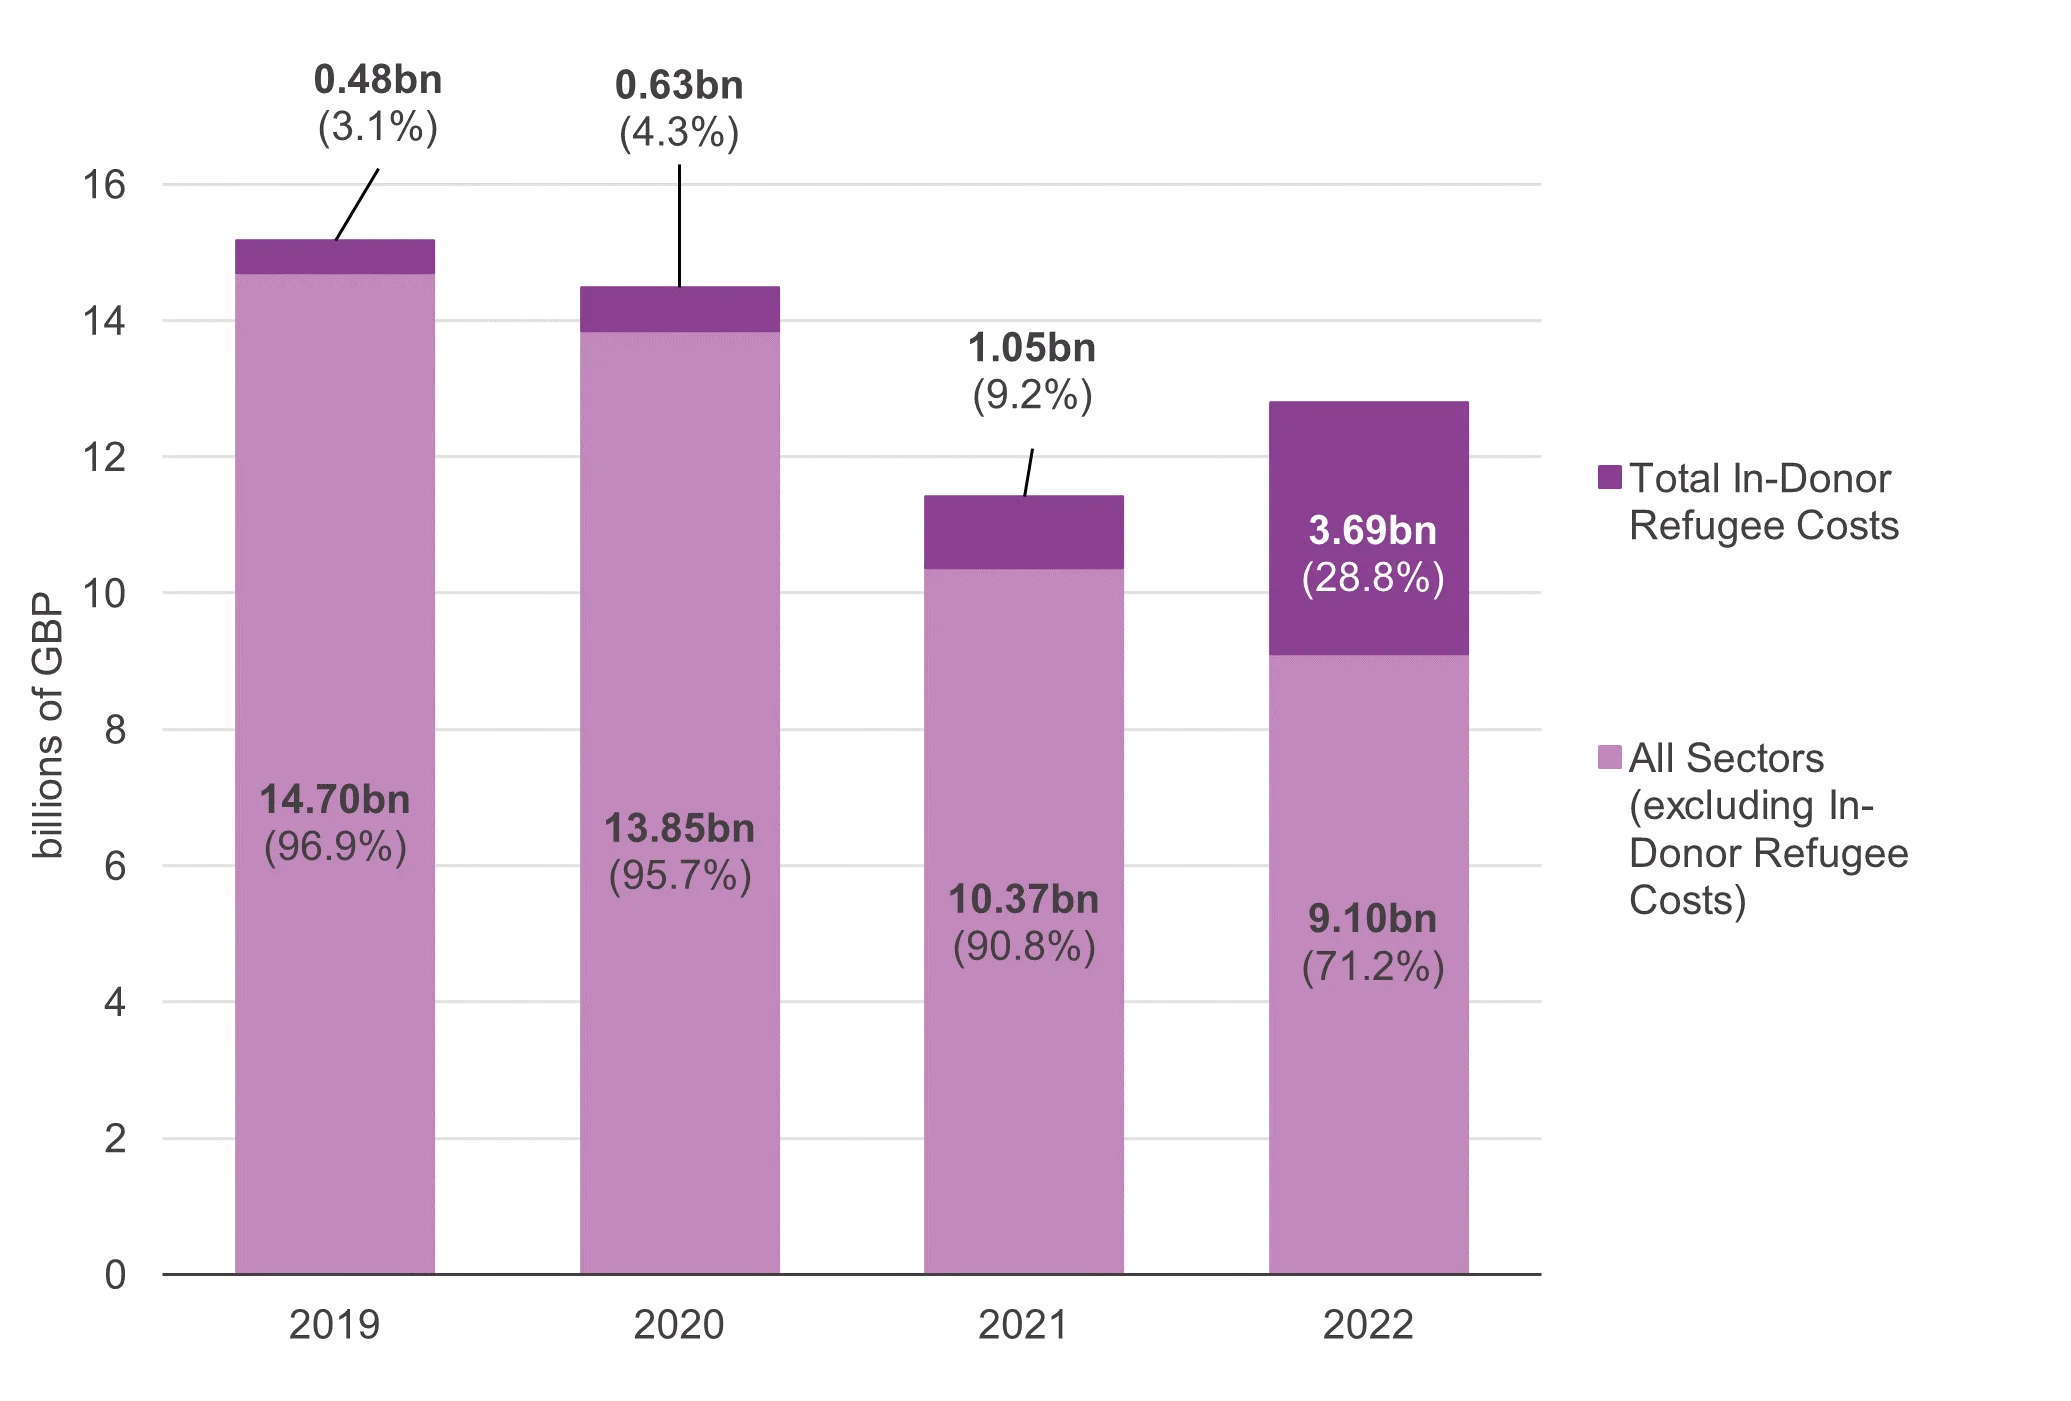 0.48bn
(3.1%)
0.63bn
(4.3%)
1.05bn
(9.2%)
3.69bn
(28.8%)
14.70bn
(96.9%)
13.85bn
(95.7%)
10.37bn
(90.8%)
9.10bn
(71.2%)
billions of GBP
16
14
12
10
8
6
4
2
0
2019
2020
2021
2022
Total In-Donor
Refugee Costs
All Sectors
(excluding In-
Donor Refugee
Costs)